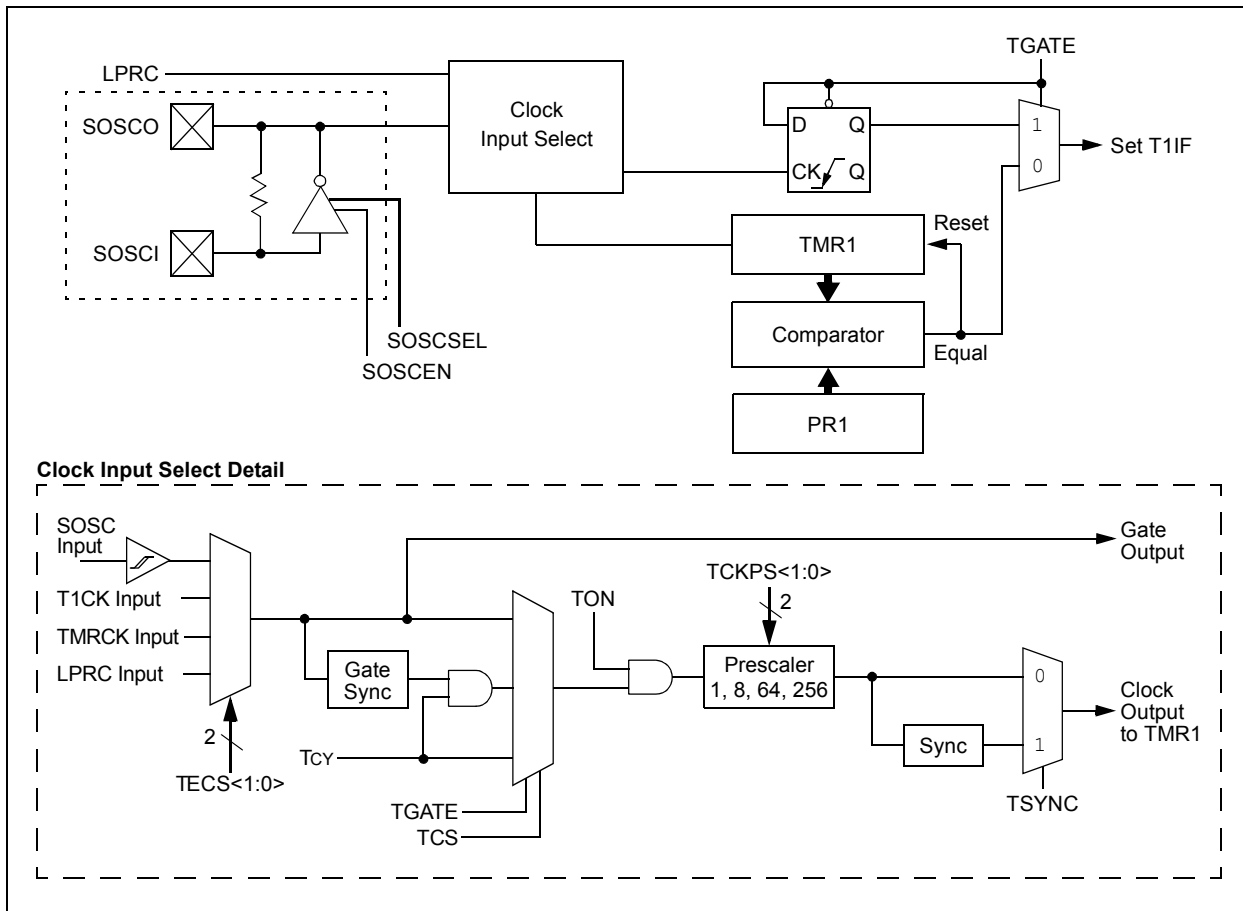 TGATE
LPRC
SOSCO
Clock
Input Select
D
Q
CK
Q
1
0
Set T1IF
SOSCI
Reset
TMR1
SOSCSEL
SOSCEN
Comparator
Equal
PR1
Clock Input Select Detail
SOSC
Input
Gate
Output
T1CK Input
TMRCK Input
LPRC Input
TCKPS<1:0>
2
TON
Gate
Sync
Prescaler
1, 8, 64, 256
0
1
Clock
Output
to TMR1
Sync
2
TECS<1:0>
TCY
TGATE
TCS
TSYNC